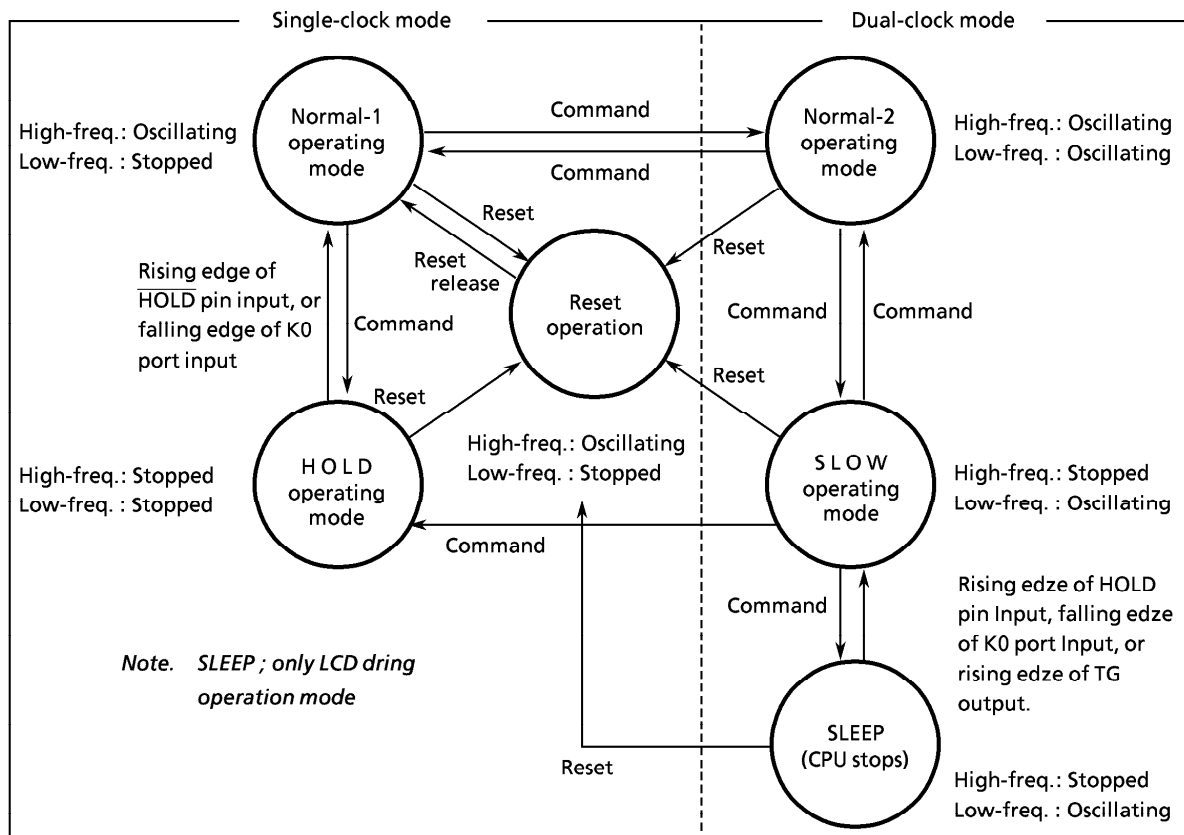 Single-clock mode
Dual-clock mode
Normal-1
operating
mode
High-freq.: Oscillating
Low-freq. : Stopped
Command
Command
Normal-2
operating
mode
High-freq.: Oscillating
Low-freq. : Oscillating
Reset
Reset
release
Reset
Reset
operation
Rising edge of
HOLD pin input, or
falling edge of K0
port input
Command
Command
Command
Reset
Reset
High-freq.: Oscillating
Low-freq. : Stopped
High-freq.: Stopped
Low-freq. : Stopped
H O L D
operating
mode
S L O W
operating
mode
High-freq.: Stopped
Low-freq. : Oscillating
Command
Command
Rising edze of HOLD
pin Input, falling edze
of K0 port Input, or
rising edze of TG
output.
Note. SLEEP ; only LCD dring
operation mode
SLEEP
(CPU stops)
Reset
High-freq.: Stopped
Low-freq. : Oscillating